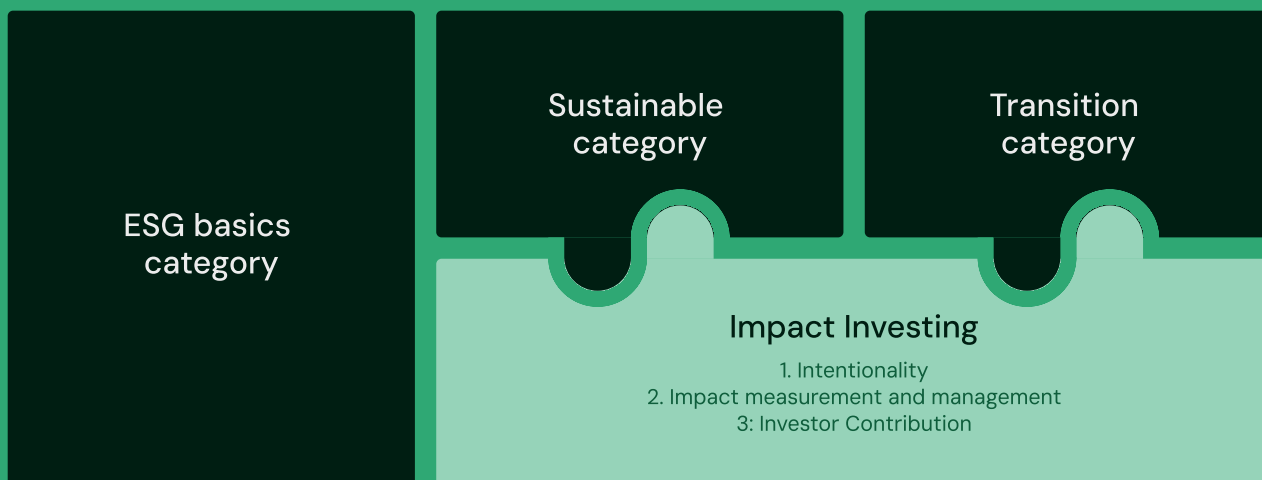 ESG basics
category
Sustainable
category
Transition
category
Impact Investing
1. Intentionality
2. Impact measurement and management
3: Investor Contribution